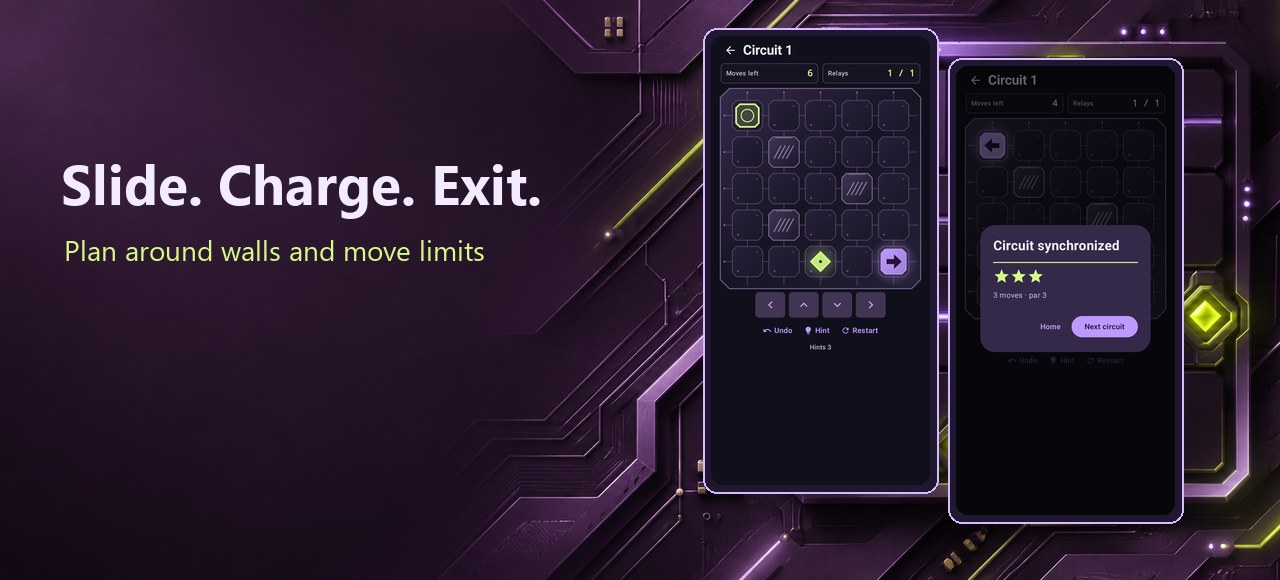 Slide. Charge. Exit.
Plan around walls and move limits
Circuit 1
Moves left 6
Relays 1 / 1
Undo
Hint
Restart
Hints 3
Circuit 1
Moves left 4
Relays 1 / 1
Circuit synchronized
3 moves · par 3
Home
Next circuit
Undo
Hint
Restart